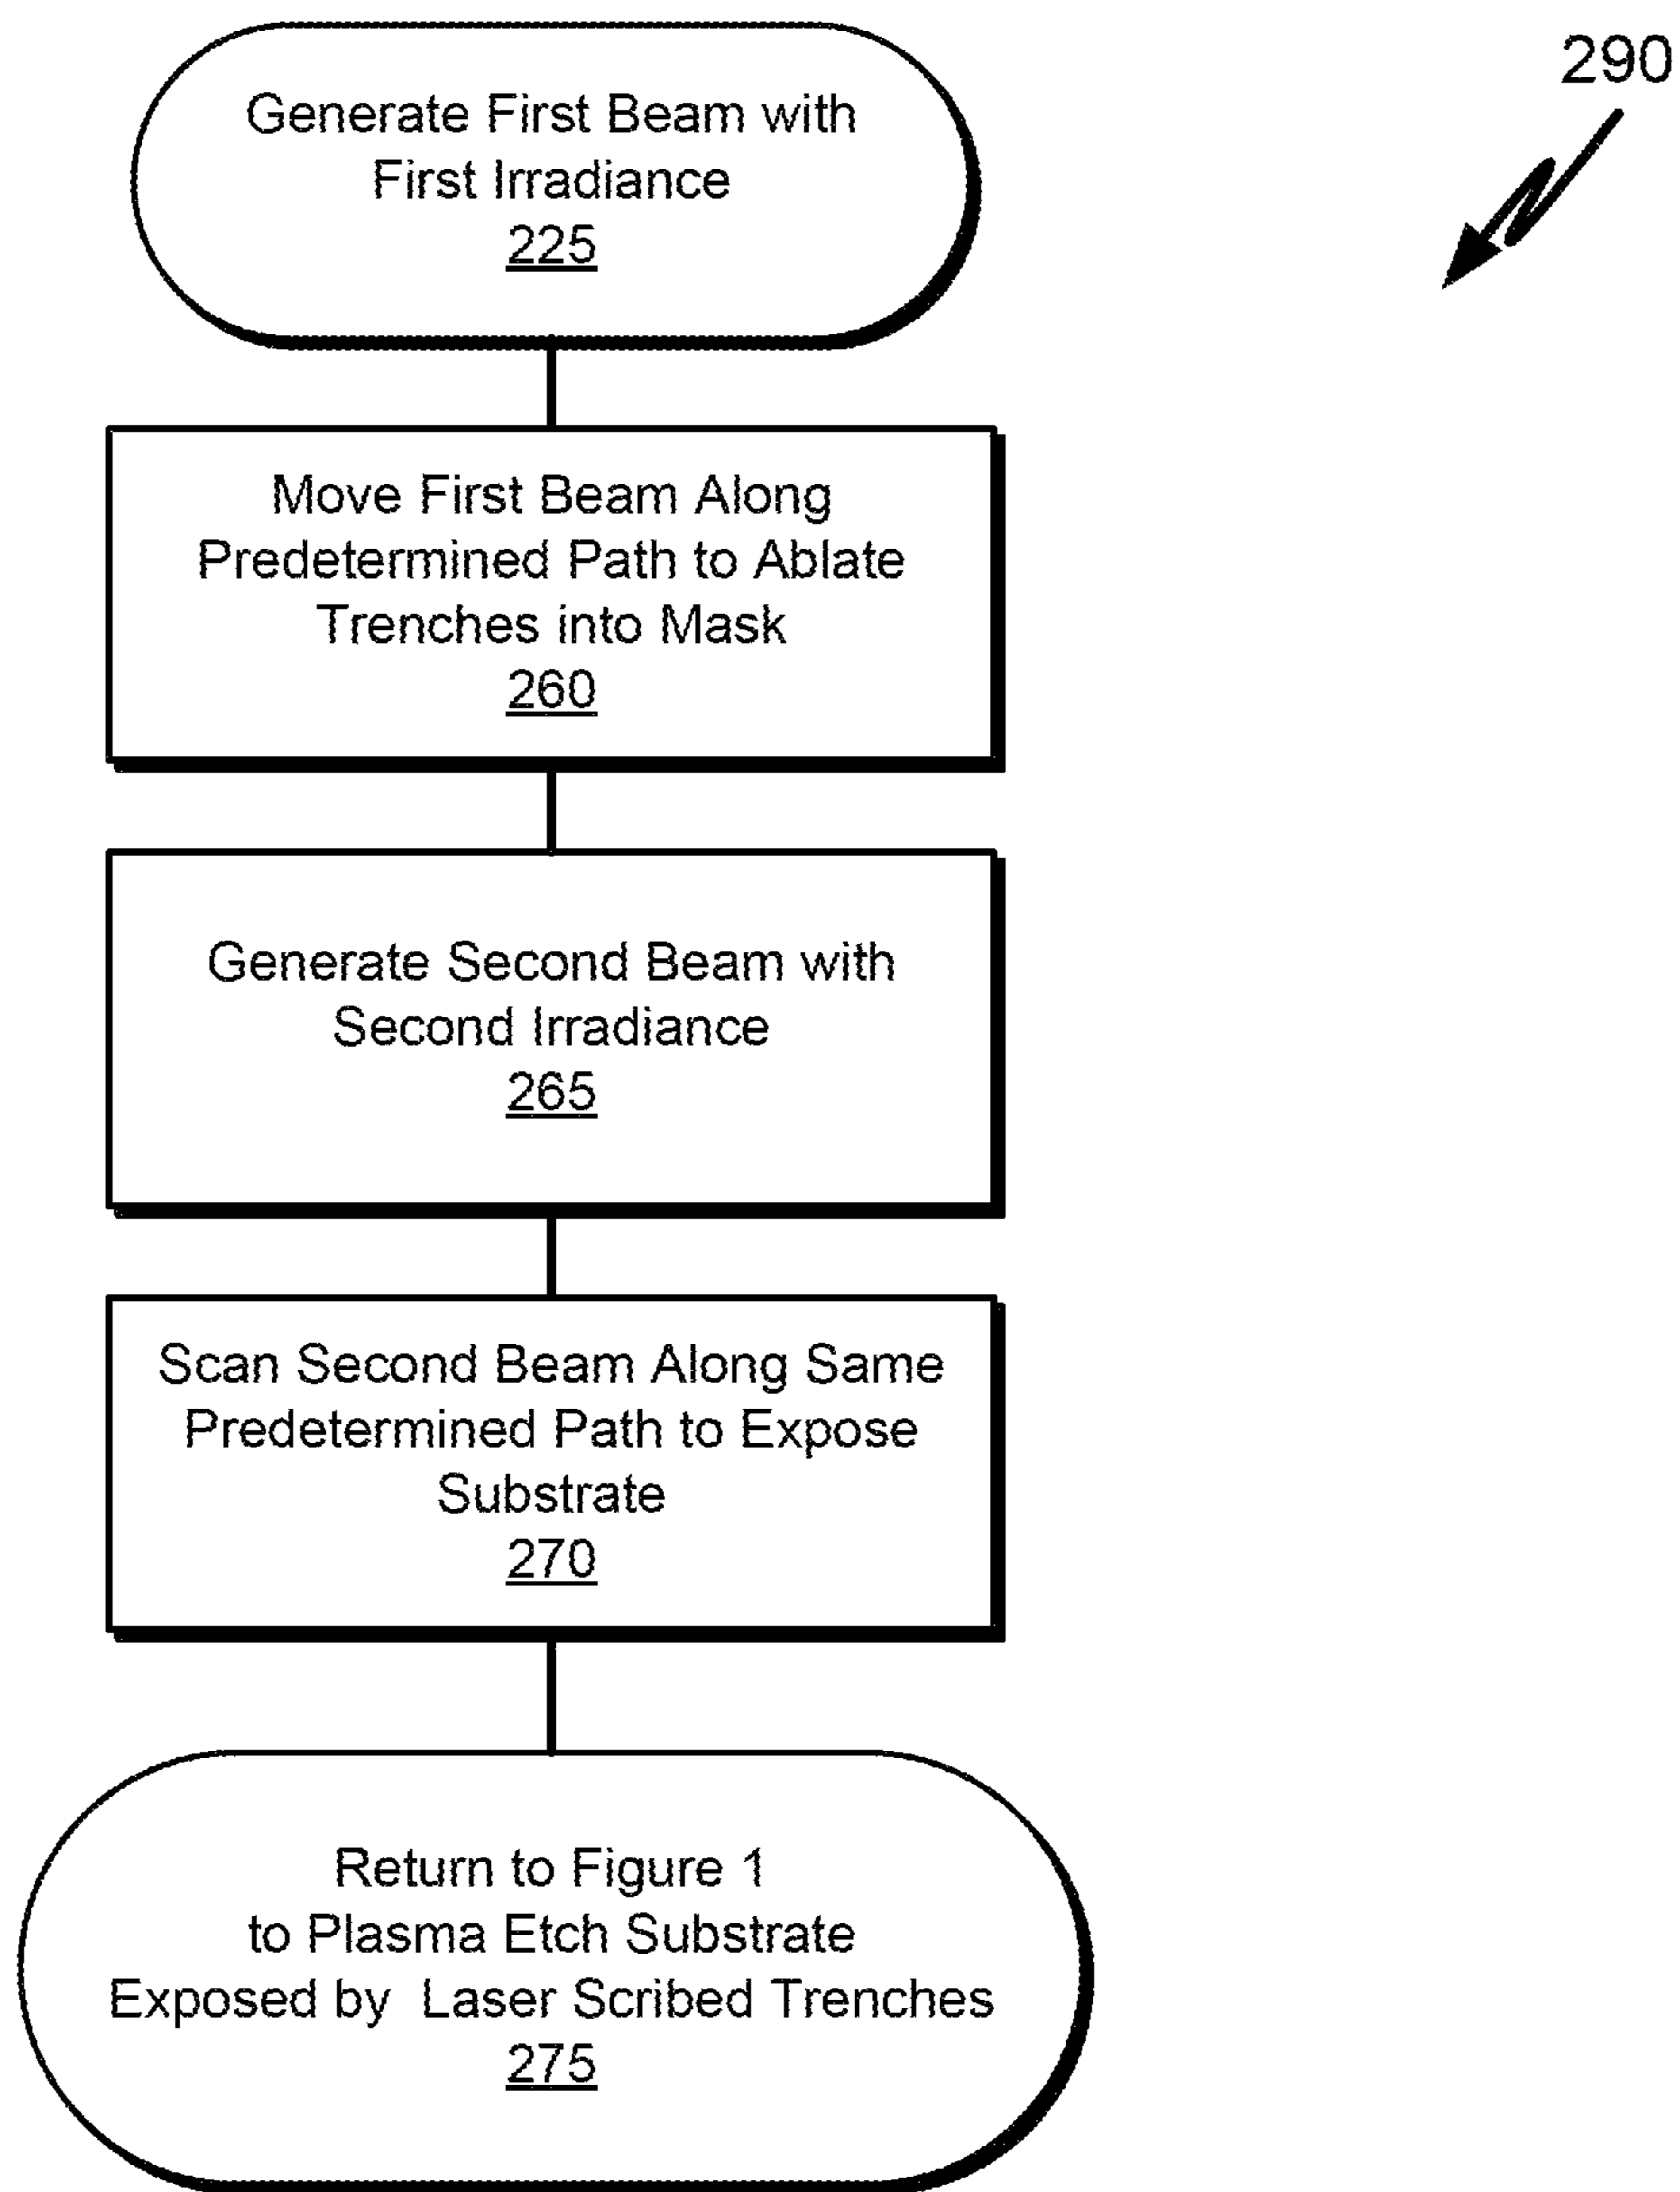 290
Generate First Beam with
First Irradiance
225
Move First Beam Along
Predetermined Path to Ablate
Trenches into Mask
260
Generate Second Beam with
Second Irradiance
265
Scan Second Beam Along Same
Predetermined Path to Expose
Substrate
270
Return to Figure 1
to Plasma Etch Substrate
Exposed by Laser Scribed Trenches
275